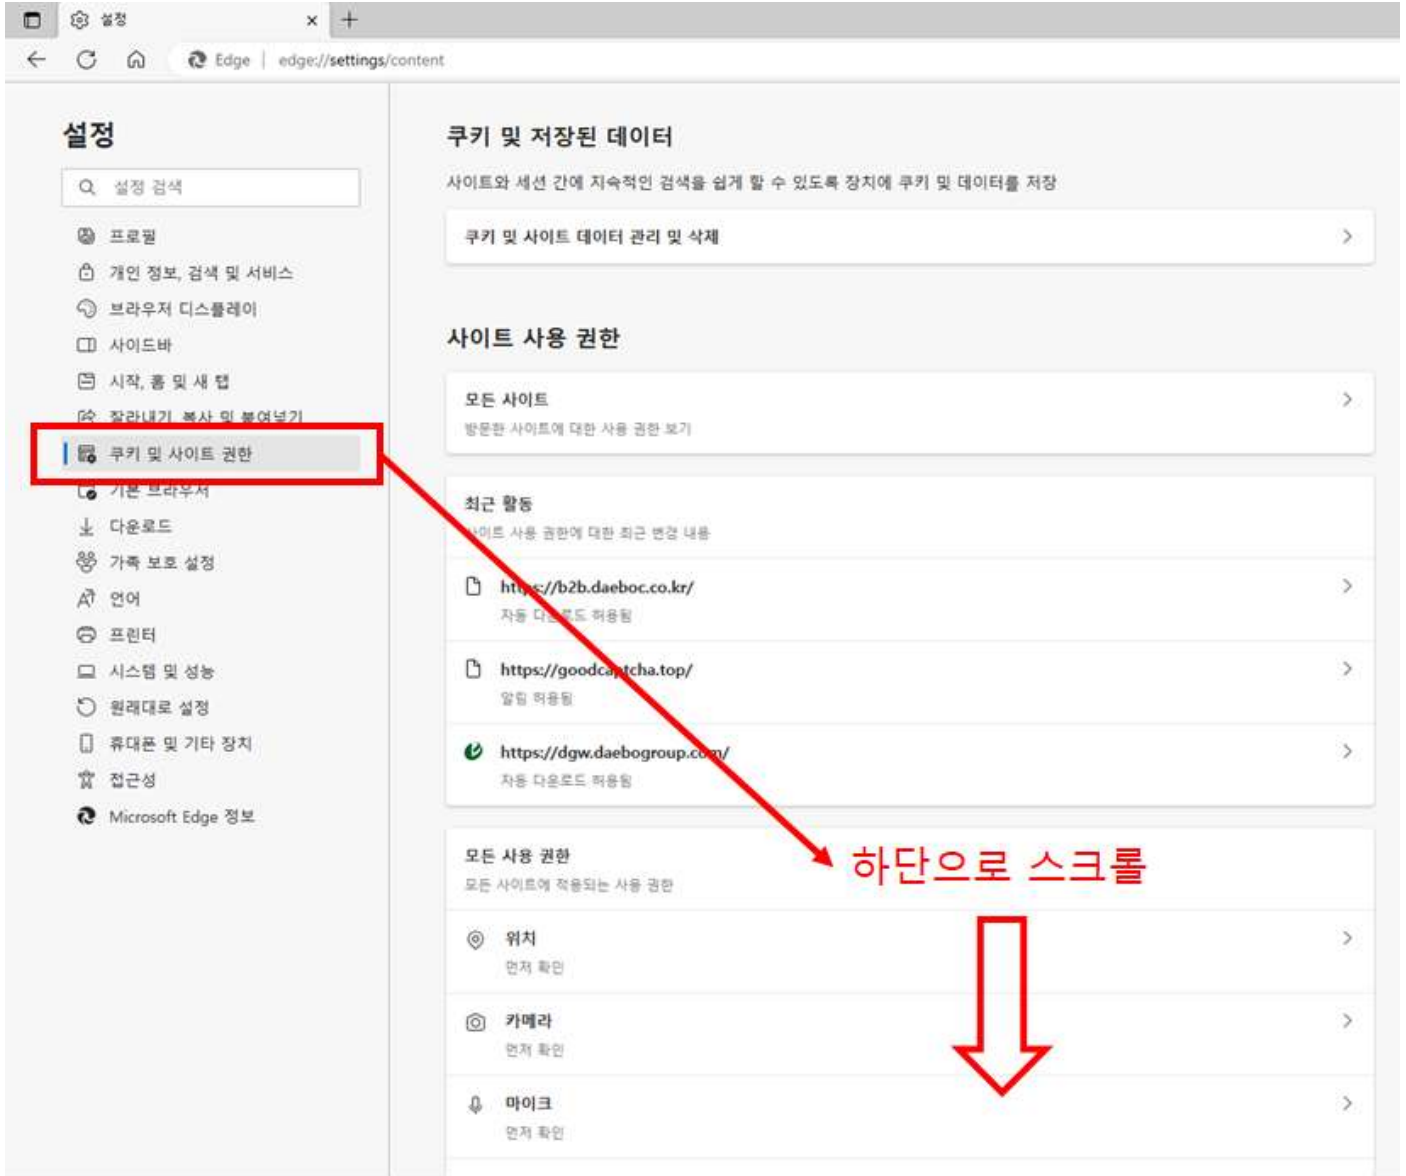 설정
Edge | edge://settings/content
설정
설정 검색
프로필
개인 정보, 검색 및 서비스
브라우저 디스플레이
사이드바
시작, 홈 및 새 탭
잘라내기, 복사 및 붙여넣기
쿠키 및 사이트 권한
기본 브라우저
다운로드
가족 보호 설정
언어
프린터
시스템 및 성능
원래대로 설정
휴대폰 및 기타 장치
접근성
Microsoft Edge 정보
쿠키 및 저장된 데이터
사이트와 세션 간에 지속적인 검색을 쉽게 할 수 있도록 장치에 쿠키 및 데이터를 저장
쿠키 및 사이트 데이터 관리 및 삭제
사이트 사용 권한
모든 사이트
방문한 사이트에 대한 사용 권한 보기
최근 활동
사이트 사용 권한에 대한 최근 변경 내용
https://b2b.daeboc.co.kr/
자동 다운로드 허용됨
https://goodcaptcha.top/
알림 허용됨
https://dgw.daebogroup.com/
자동 다운로드 허용됨
모든 사용 권한
모든 사이트에 적용되는 사용 권한
하단으로 스크롤
위치
먼저 확인
카메라
먼저 확인
마이크
먼저 확인